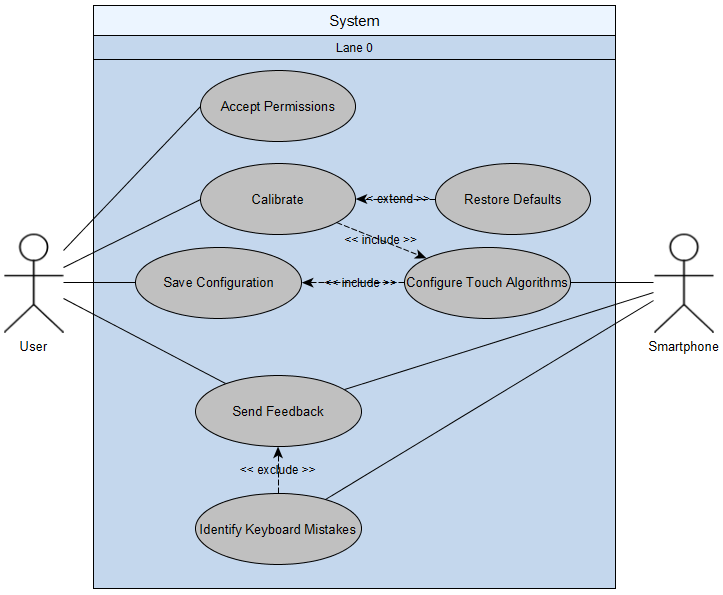 System
Lane 0
Accept Permissions
Calibrate
<< extend >>
Restore Defaults
<< include >>
Save Configuration
<< include >>
Configure Touch Algorithms
User
Smartphone
Send Feedback
<< exclude >>
Identify Keyboard Mistakes